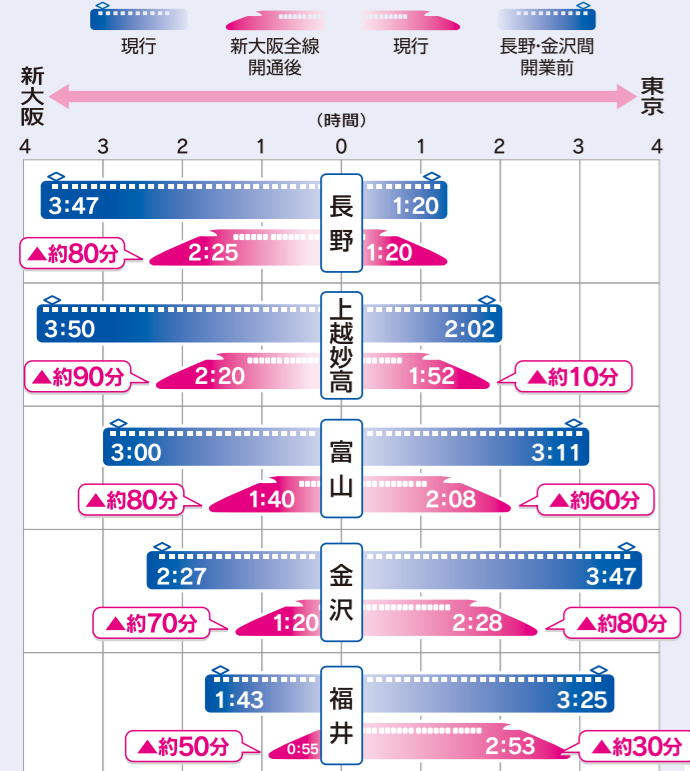 現行
新大阪全線
開通後
現行
長野・金沢間
開業前
新大阪
東京
(時間)
4 3 2 1 0 1 2 3 4
3:47
長野
1:20
▲約80分
2:25
1:20
3:50
上越妙高
2:02
▲約90分
2:20
1:52
▲約10分
3:00
富山
3:11
▲約80分
1:40
2:08
▲約60分
2:27
金沢
3:47
▲約70分
1:20
2:28
▲約80分
1:43
福井
3:25
▲約50分
0:55
2:53
▲約30分